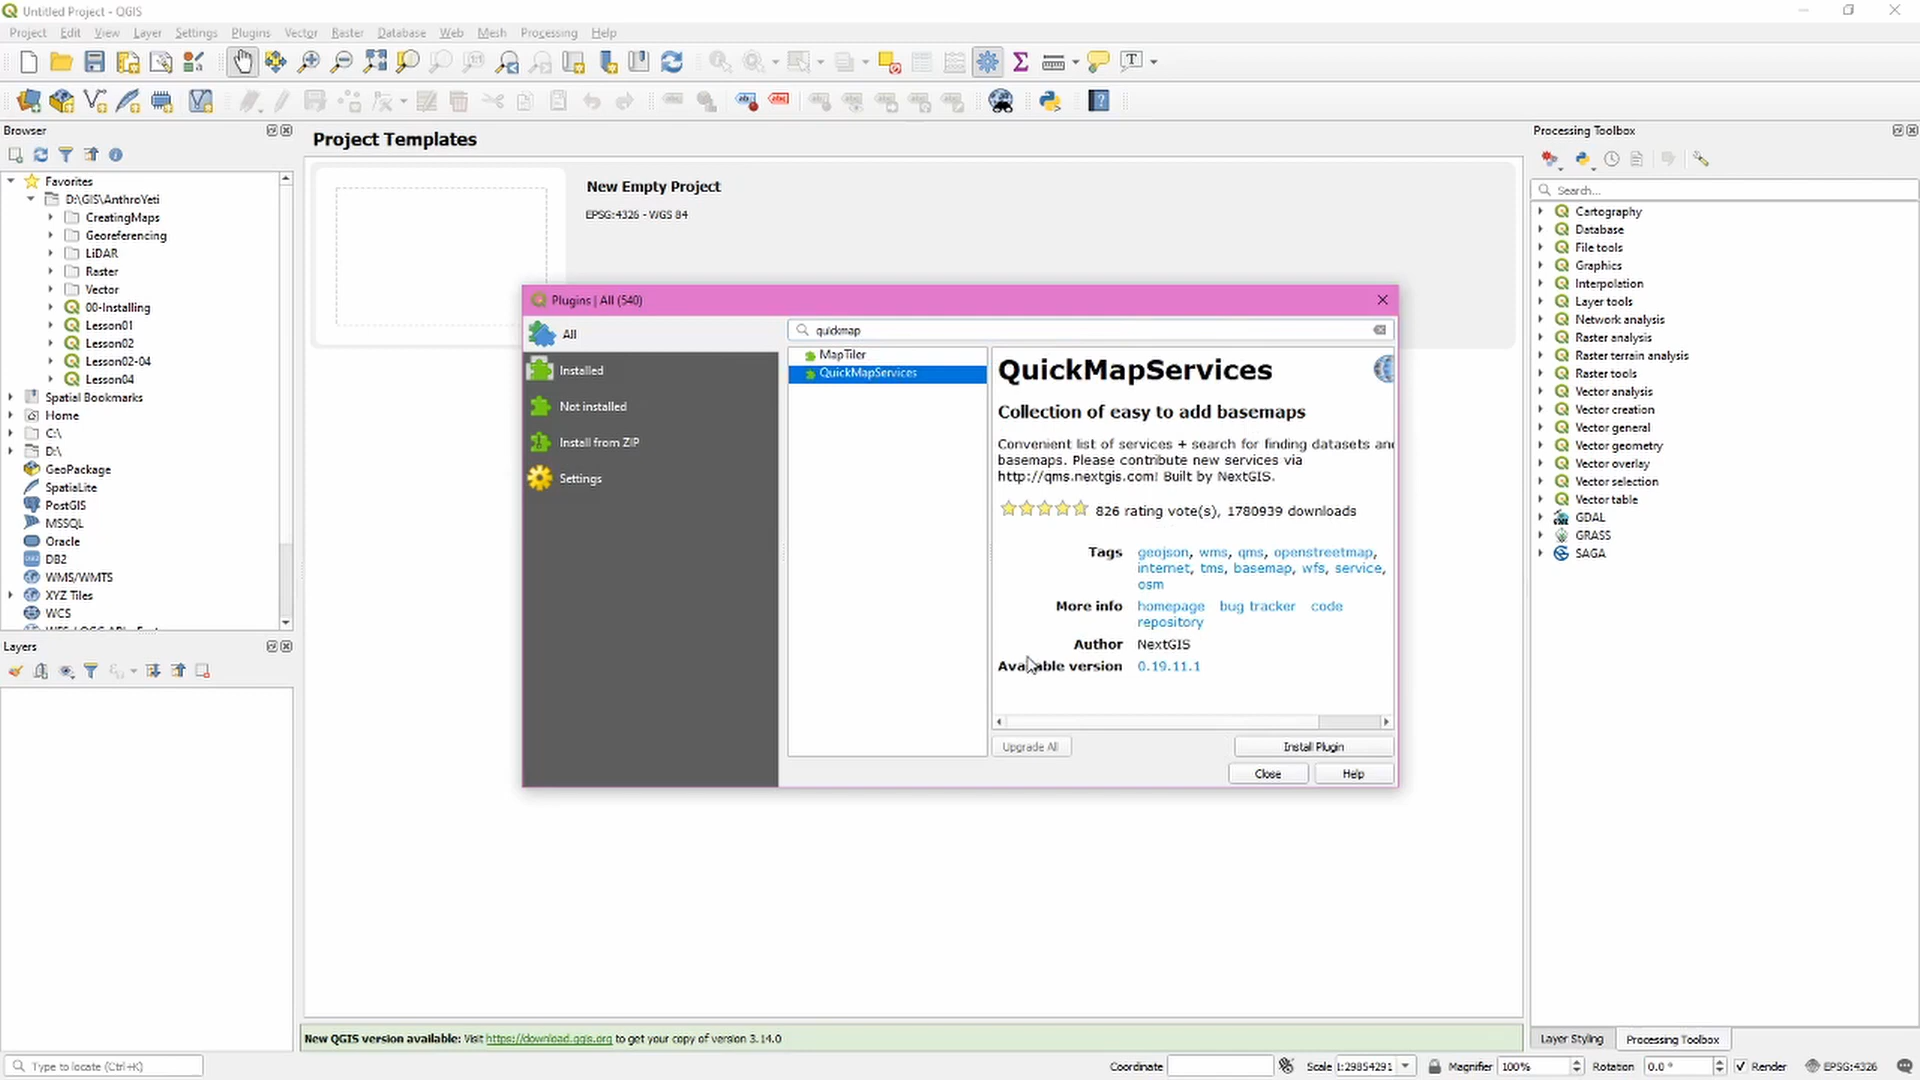 Untitled Project - QGIS
Project Edit View Layer Settings Plugins Vector Raster Database Web Mesh Processing Help
Browser
Favorites
D:\GIS\AnthroYeti
CreatingMaps
Georeferencing
LiDAR
Raster
Vector
00-Installing
Lesson01
Lesson02
Lesson02-04
Lesson04
Spatial Bookmarks
Home
C:\
D:\
GeoPackage
SpatiaLite
PostGIS
MSSQL
Oracle
DB2
WMS/WMTS
XYZ Tiles
WCS
Layers
Project Templates
New Empty Project
EPSG:4326 - WGS 84
Plugins | All (540)
All
Installed
Not installed
Install from ZIP
Settings
quickmap
MapTiler
QuickMapServices
QuickMapServices
Collection of easy to add basemaps
Convenient list of services + search for finding datasets and
basemaps. Please contribute new services via
http://qms.nextgis.com! Built by NextGIS.
826 rating vote(s), 1780939 downloads
Tags geojson, wms, qms, openstreetmap,
internet, tms, basemap, wfs, service,
osm
More info homepage bug tracker code
repository
Author NextGIS
Available version 0.19.11.1
Upgrade All Install Plugin
Close Help
Processing Toolbox
Search...
Cartography
Database
File tools
Graphics
Interpolation
Layer tools
Network analysis
Raster analysis
Raster terrain analysis
Raster tools
Vector analysis
Vector creation
Vector general
Vector geometry
Vector overlay
Vector selection
Vector table
GDAL
GRASS
SAGA
New QGIS version available: Visit https://download.qgis.org to get your copy of version 3.14.0
Layer Styling Processing Toolbox
Type to locate (Ctrl+K) Coordinate Scale 1:29854291 Magnifier 100% Rotation 0.0 ° Render EPSG:4326